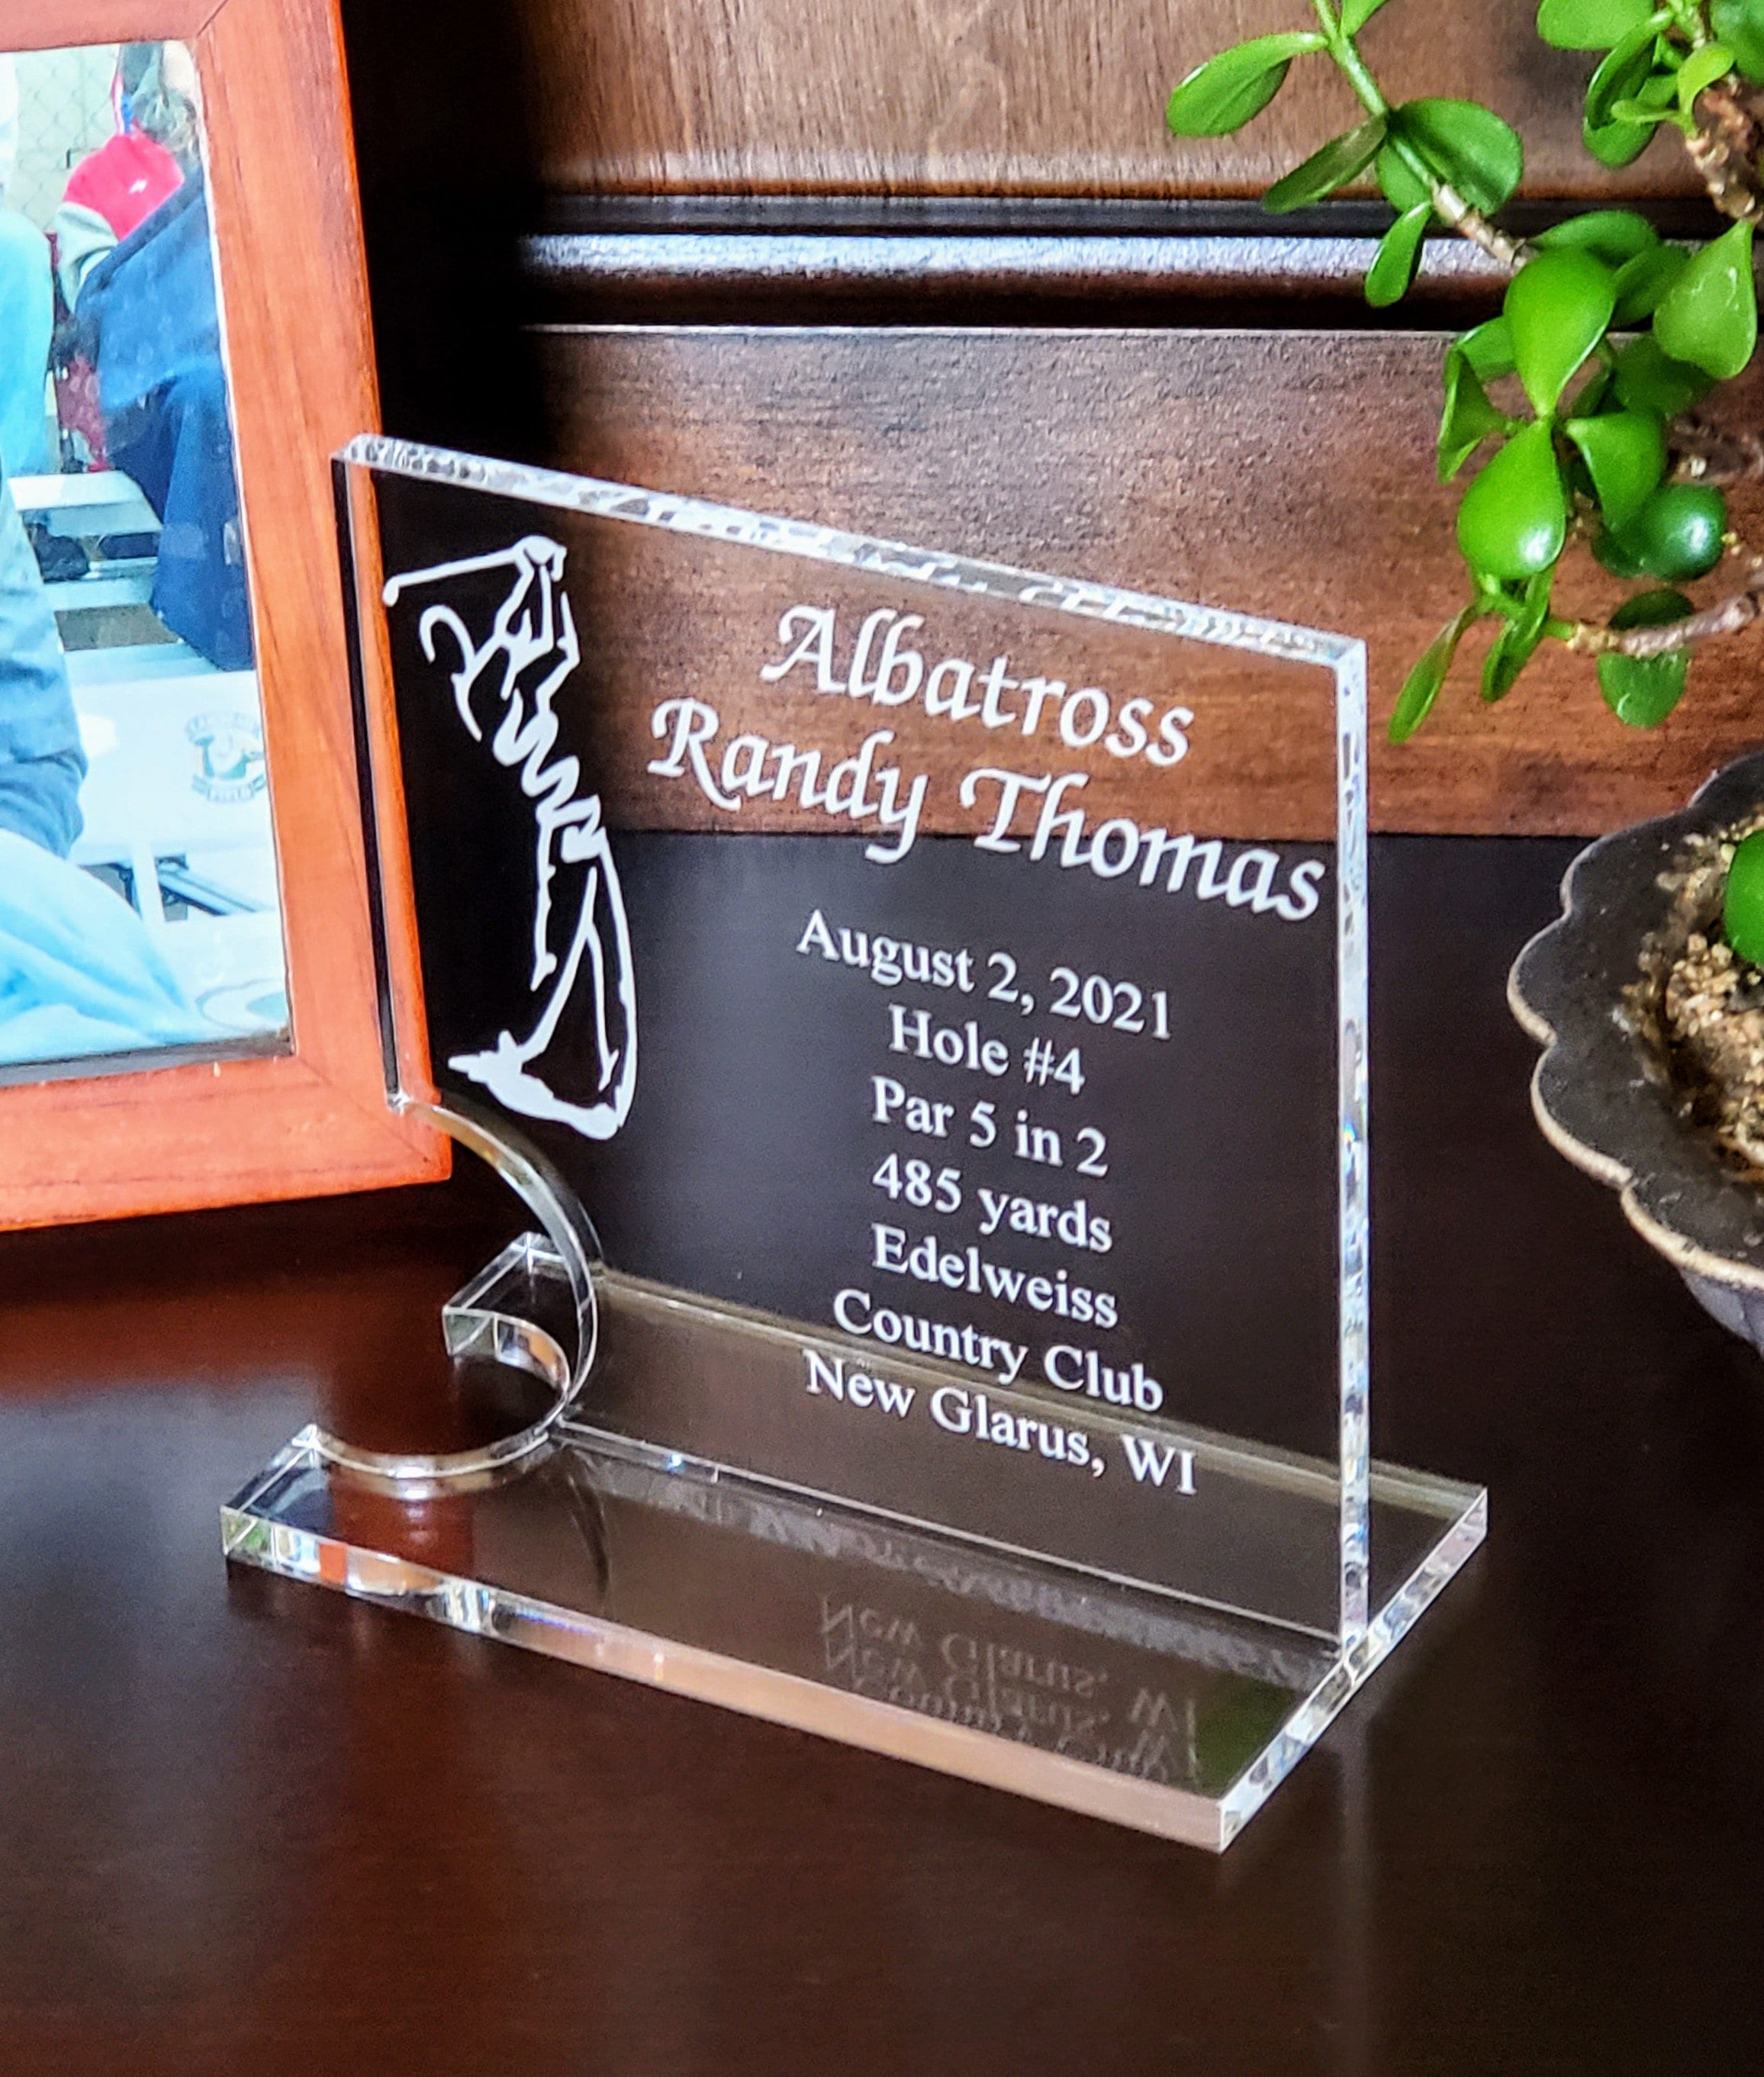 Albatross
Randy Thomas
August 2, 2021
Hole #4
Par 5 in 2
485 yards
Edelweiss
Country Club
New Glarus, WI